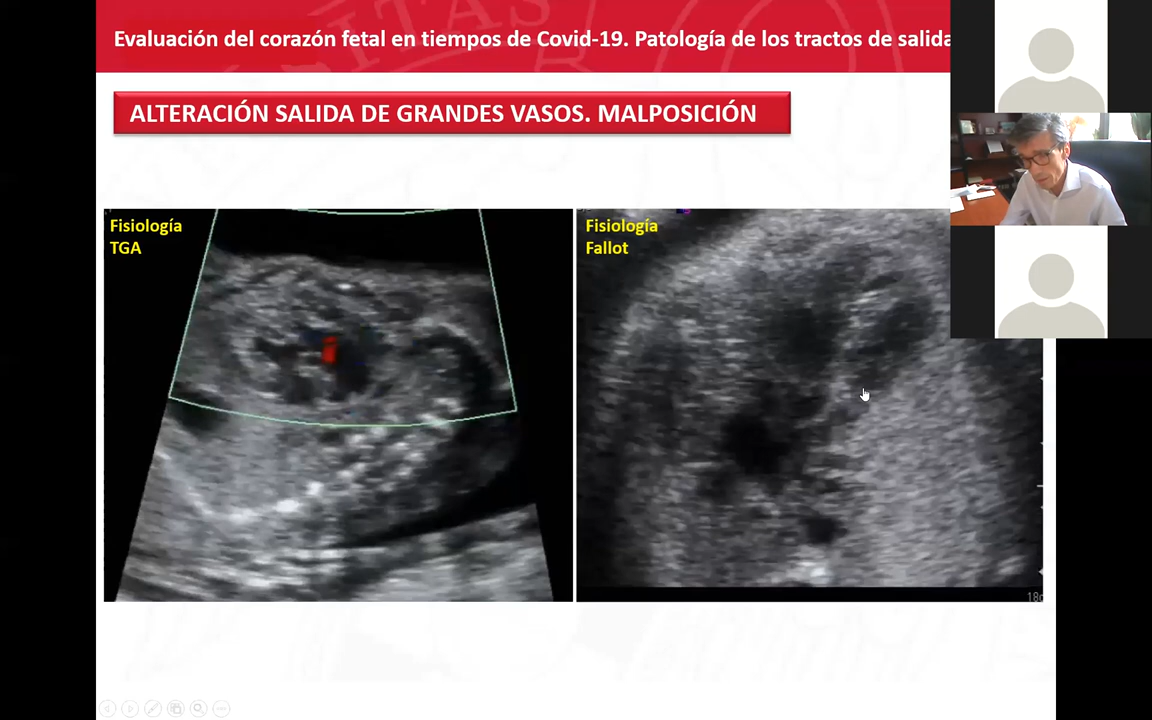 Evaluación del corazón fetal en tiempos de Covid-19. Patología de los tractos de salida
ALTERACIÓN SALIDA DE GRANDES VASOS. MALPOSICIÓN
Fisiología
TGA
Fisiología
Fallot